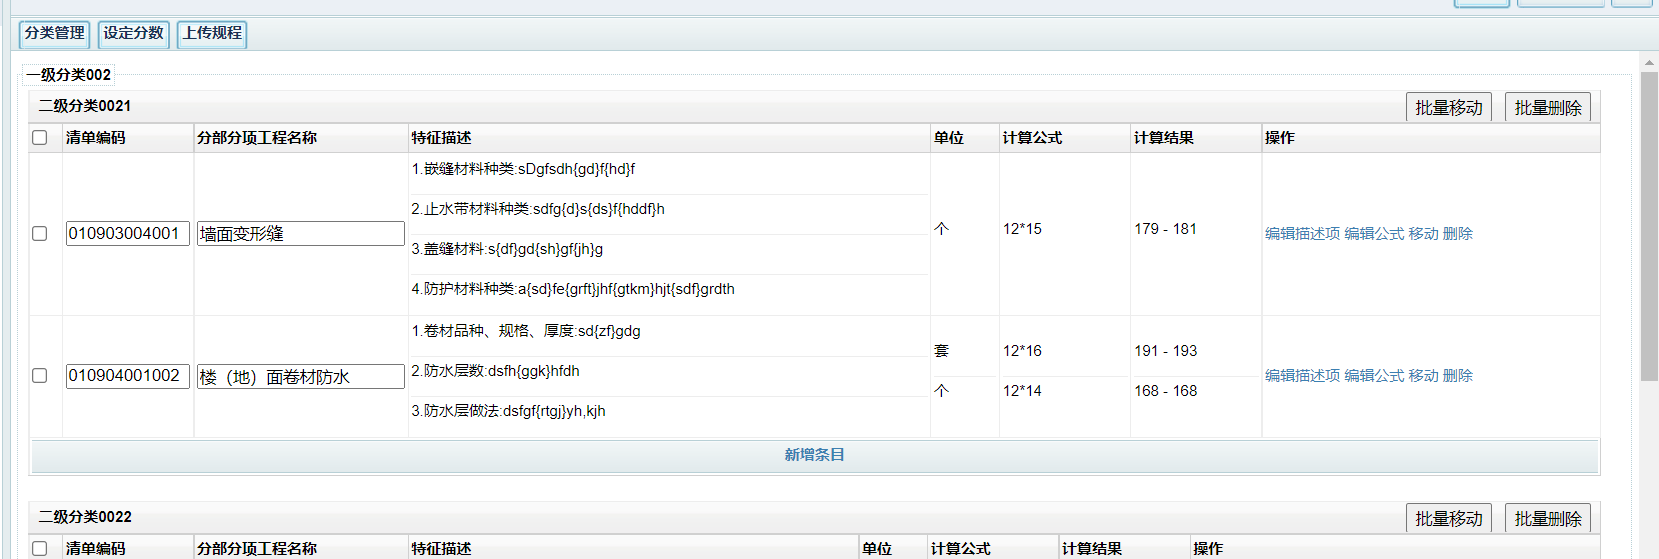 分类管理 设定分数 上传规程
一级分类002
二级分类0021 批量移动 批量删除
清单编码 分部分项工程名称 特征描述 单位 计算公式 计算结果 操作
010903004001 墙面变形缝
1.嵌缝材料种类:sDgfsdh{gd}f{hd}f
2.止水带材料种类:sdfg{d}s{ds}f{hddf}h
3.盖缝材料:s{df}gd{sh}gf{jh}g
4.防护材料种类:a{sd}fe{grft}jhf{gtkm}hjt{sdf}grdth
个 12*15 179 - 181 编辑描述项 编辑公式 移动 删除
010904001002 楼（地）面卷材防水
1.卷材品种、规格、厚度:sd{zf}gdg
2.防水层数:dsfh{ggk}hfdh
3.防水层做法:dsfgf{rtgj}yh,kjh
套 12*16 191 - 193
个 12*14 168 - 168
编辑描述项 编辑公式 移动 删除
新增条目
二级分类0022 批量移动 批量删除
清单编码 分部分项工程名称 特征描述 单位 计算公式 计算结果 操作